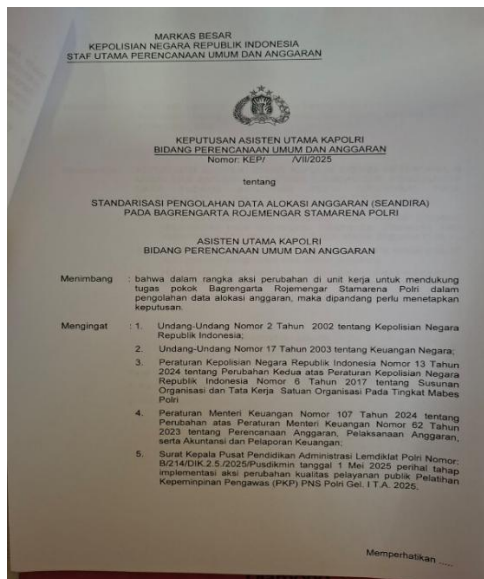 MARKAS BESAR
KEPOLISIAN NEGARA REPUBLIK INDONESIA
STAF UTAMA PERENCANAAN UMUM DAN ANGGARAN
KEPUTUSAN ASISTEN UTAMA KAPOLRI
BIDANG PERENCANAAN UMUM DAN ANGGARAN
Nomor: KEP/ /VII/2025
tentang
STANDARISASI PENGOLAHAN DATA ALOKASI ANGGARAN (SEANDIRA)
PADA BAGRENGARTA ROJEMENGAR STAMARENA POLRI
ASISTEN UTAMA KAPOLRI
BIDANG PERENCANAAN UMUM DAN ANGGARAN
Menimbang : bahwa dalam rangka aksi perubahan di unit kerja untuk mendukung
tugas pokok Bagrengarta Rojemengar Stamarena Polri dalam
pengolahan data alokasi anggaran, maka dipandang perlu menetapkan
keputusan.
Mengingat : 1. Undang-Undang Nomor 2 Tahun 2002 tentang Kepolisian Negara
Republik Indonesia;
2. Undang-Undang Nomor 17 Tahun 2003 tentang Keuangan Negara;
3. Peraturan Kepolisian Negara Republik Indonesia Nomor 13 Tahun
2024 tentang Perubahan Kedua atas Peraturan Kepolisian Negara
Republik Indonesia Nomor 6 Tahun 2017 tentang Susunan
Organisasi dan Tata Kerja Satuan Organisasi Pada Tingkat Mabes
Polri
4. Peraturan Menteri Keuangan Nomor 107 Tahun 2024 tentang
Perubahan atas Peraturan Menteri Keuangan Nomor 62 Tahun
2023 tentang Perencanaan Anggaran, Pelaksanaan Anggaran,
serta Akuntansi dan Pelaporan Keuangan;
5. Surat Kepala Pusat Pendidikan Administrasi Lemdiklat Polri Nomor:
B/214/DIK.2.5./2025/Pusdikmin tanggal 1 Mei 2025 perihal tahap
implementasi aksi perubahan kualitas pelayanan publik Pelatihan
Kepeminpinan Pengawas (PKP) PNS Polri Gel. I T.A. 2025.
Memperhatikan .....